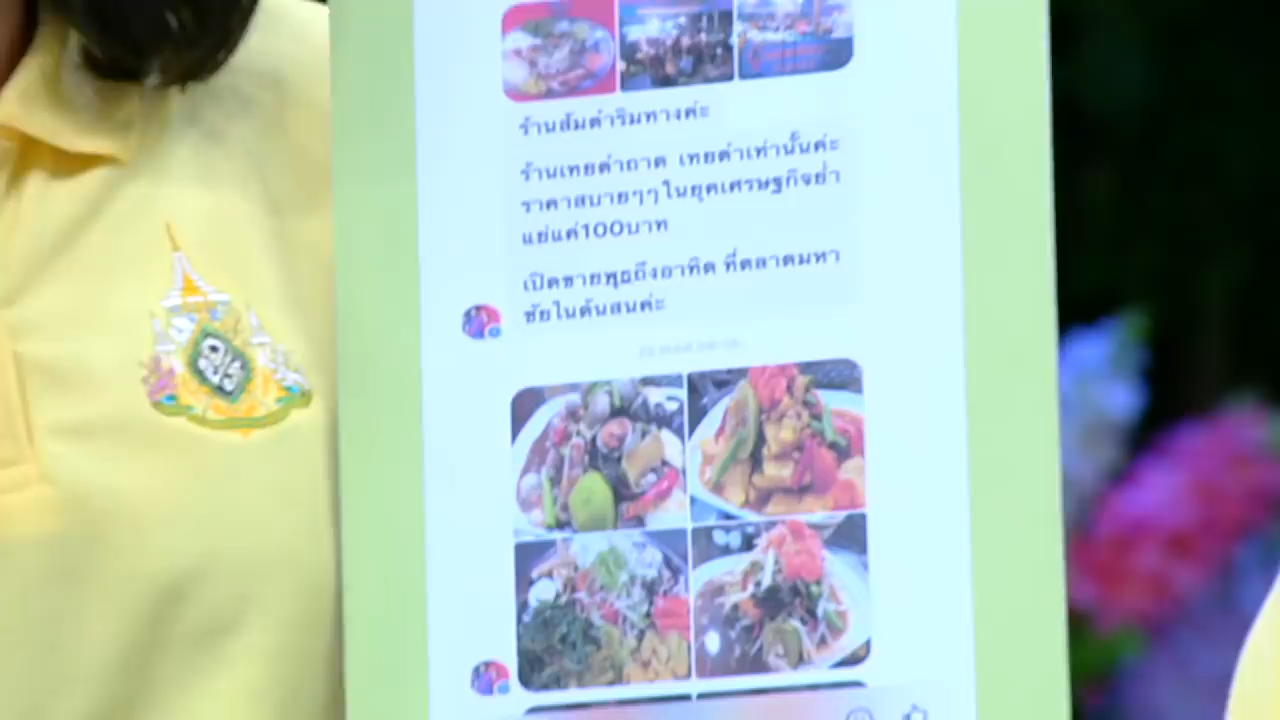 ร้านส้มตำริมทางค่ะ
ร้านเทยตำถาด เทยตำเท่านั้นค่ะ
ราคาสบายๆๆในยุคเศรษฐกิจย่ำ
แย่แค่100บาท
เปิดขายพุธถึงอาทิต ที่ตลาดมหา
ชัยในต้นสนค่ะ